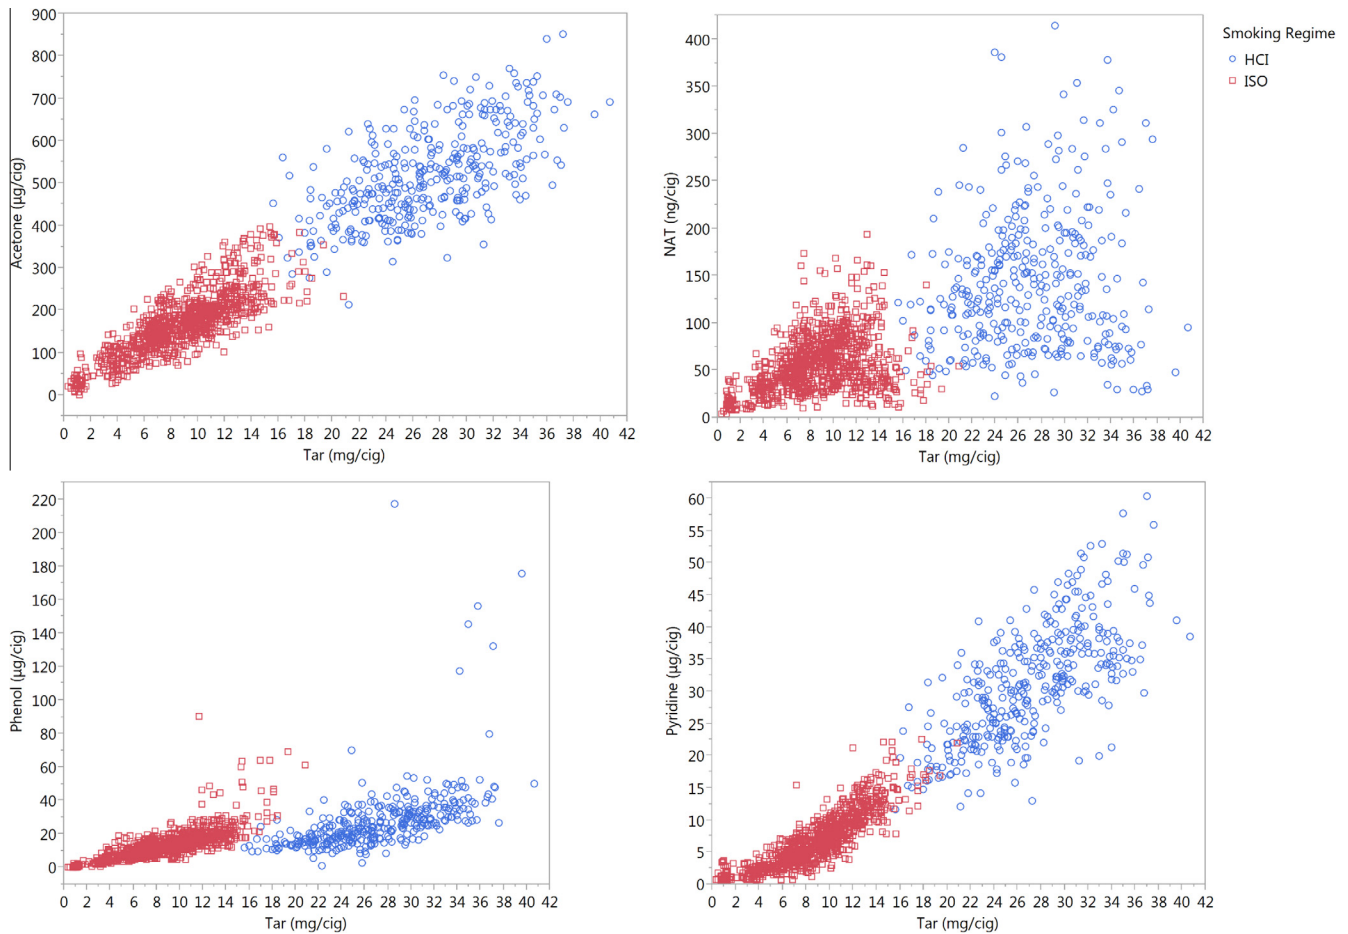 900
800
700
600
500
400
300
200
100
0
Acetone (µg/cig)
0 2 4 6 8 10 12 14 16 18 20 22 24 26 28 30 32 34 36 38 40 42
Tar (mg/cig)
400
350
300
250
200
150
100
50
0
NAT (ng/cig)
0 2 4 6 8 10 12 14 16 18 20 22 24 26 28 30 32 34 36 38 40 42
Tar (mg/cig)
Smoking Regime
HCI
ISO
220
200
180
160
140
120
100
80
60
40
20
0
Phenol (µg/cig)
0 2 4 6 8 10 12 14 16 18 20 22 24 26 28 30 32 34 36 38 40 42
Tar (mg/cig)
60
55
50
45
40
35
30
25
20
15
10
5
0
Pyridine (µg/cig)
0 2 4 6 8 10 12 14 16 18 20 22 24 26 28 30 32 34 36 38 40 42
Tar (mg/cig)